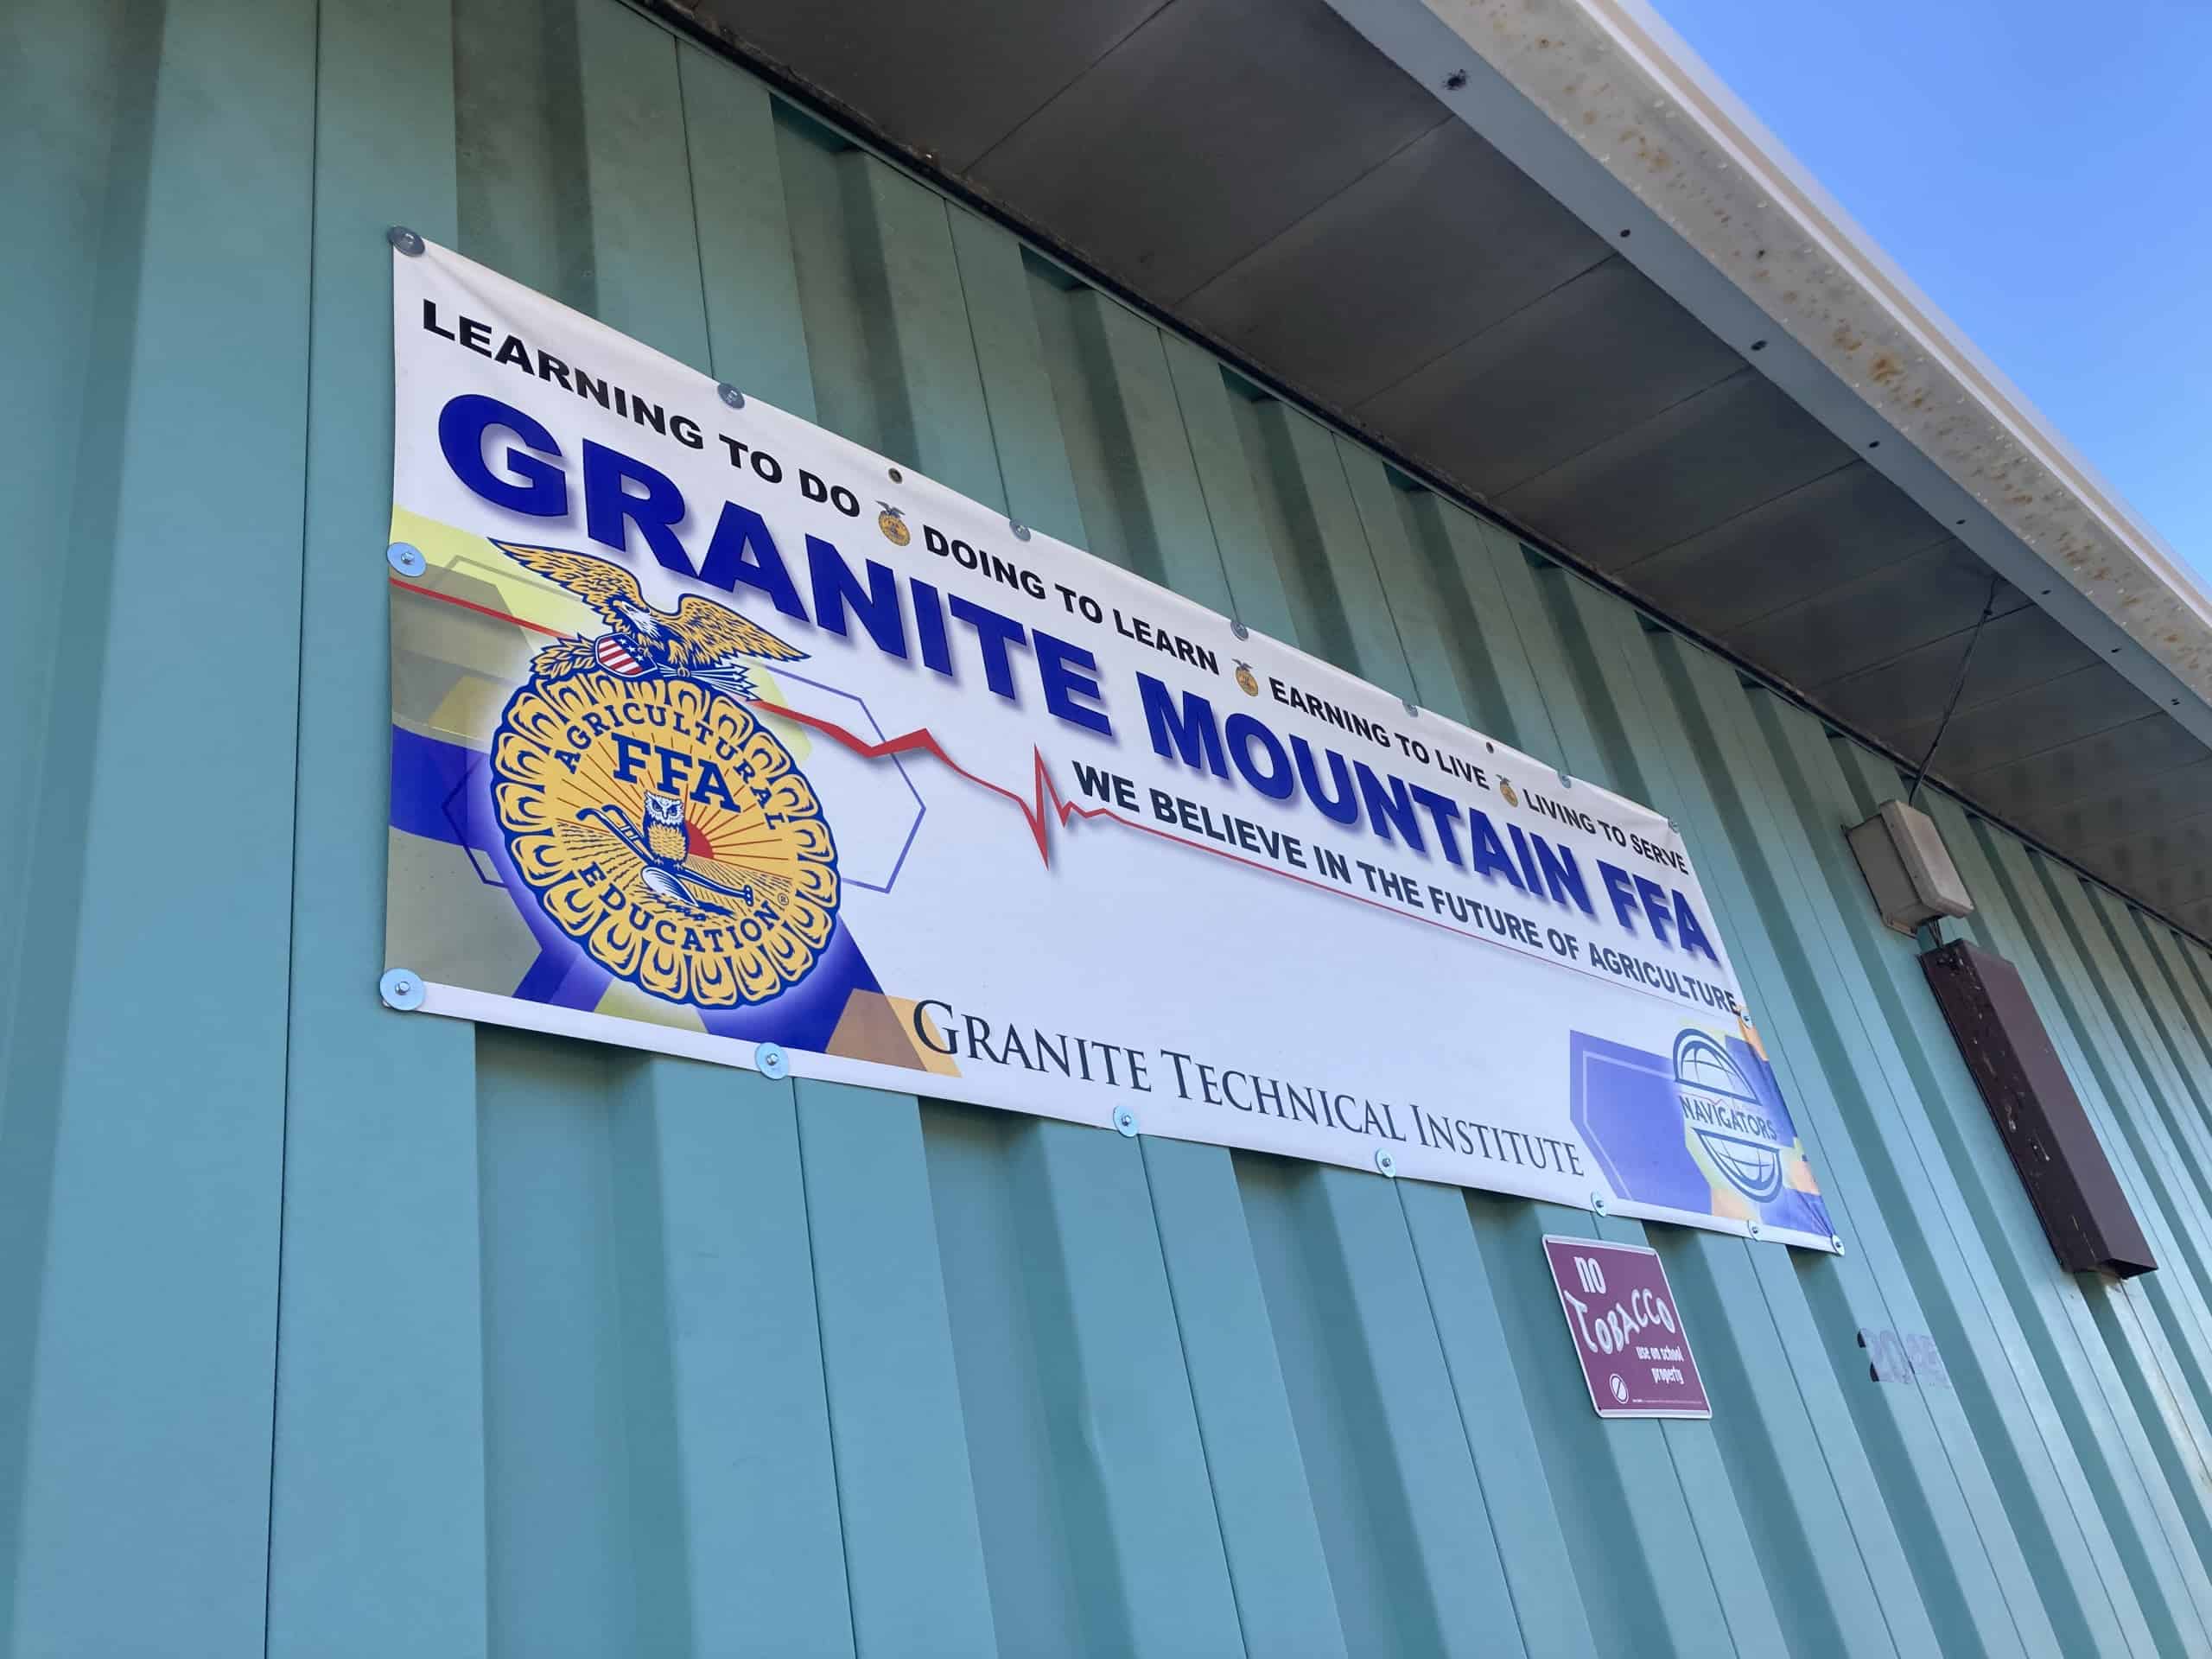 LEARNING TO DO DOING TO LEARN EARNING TO LIVE LIVING TO SERVE
GRANITE MOUNTAIN FFA
WE BELIEVE IN THE FUTURE OF AGRICULTURE
AGRICULTURAL
FFA
EDUCATION®
GRANITE TECHNICAL INSTITUTE
NAVIGATORS
no
TOBACCO
use on school
property